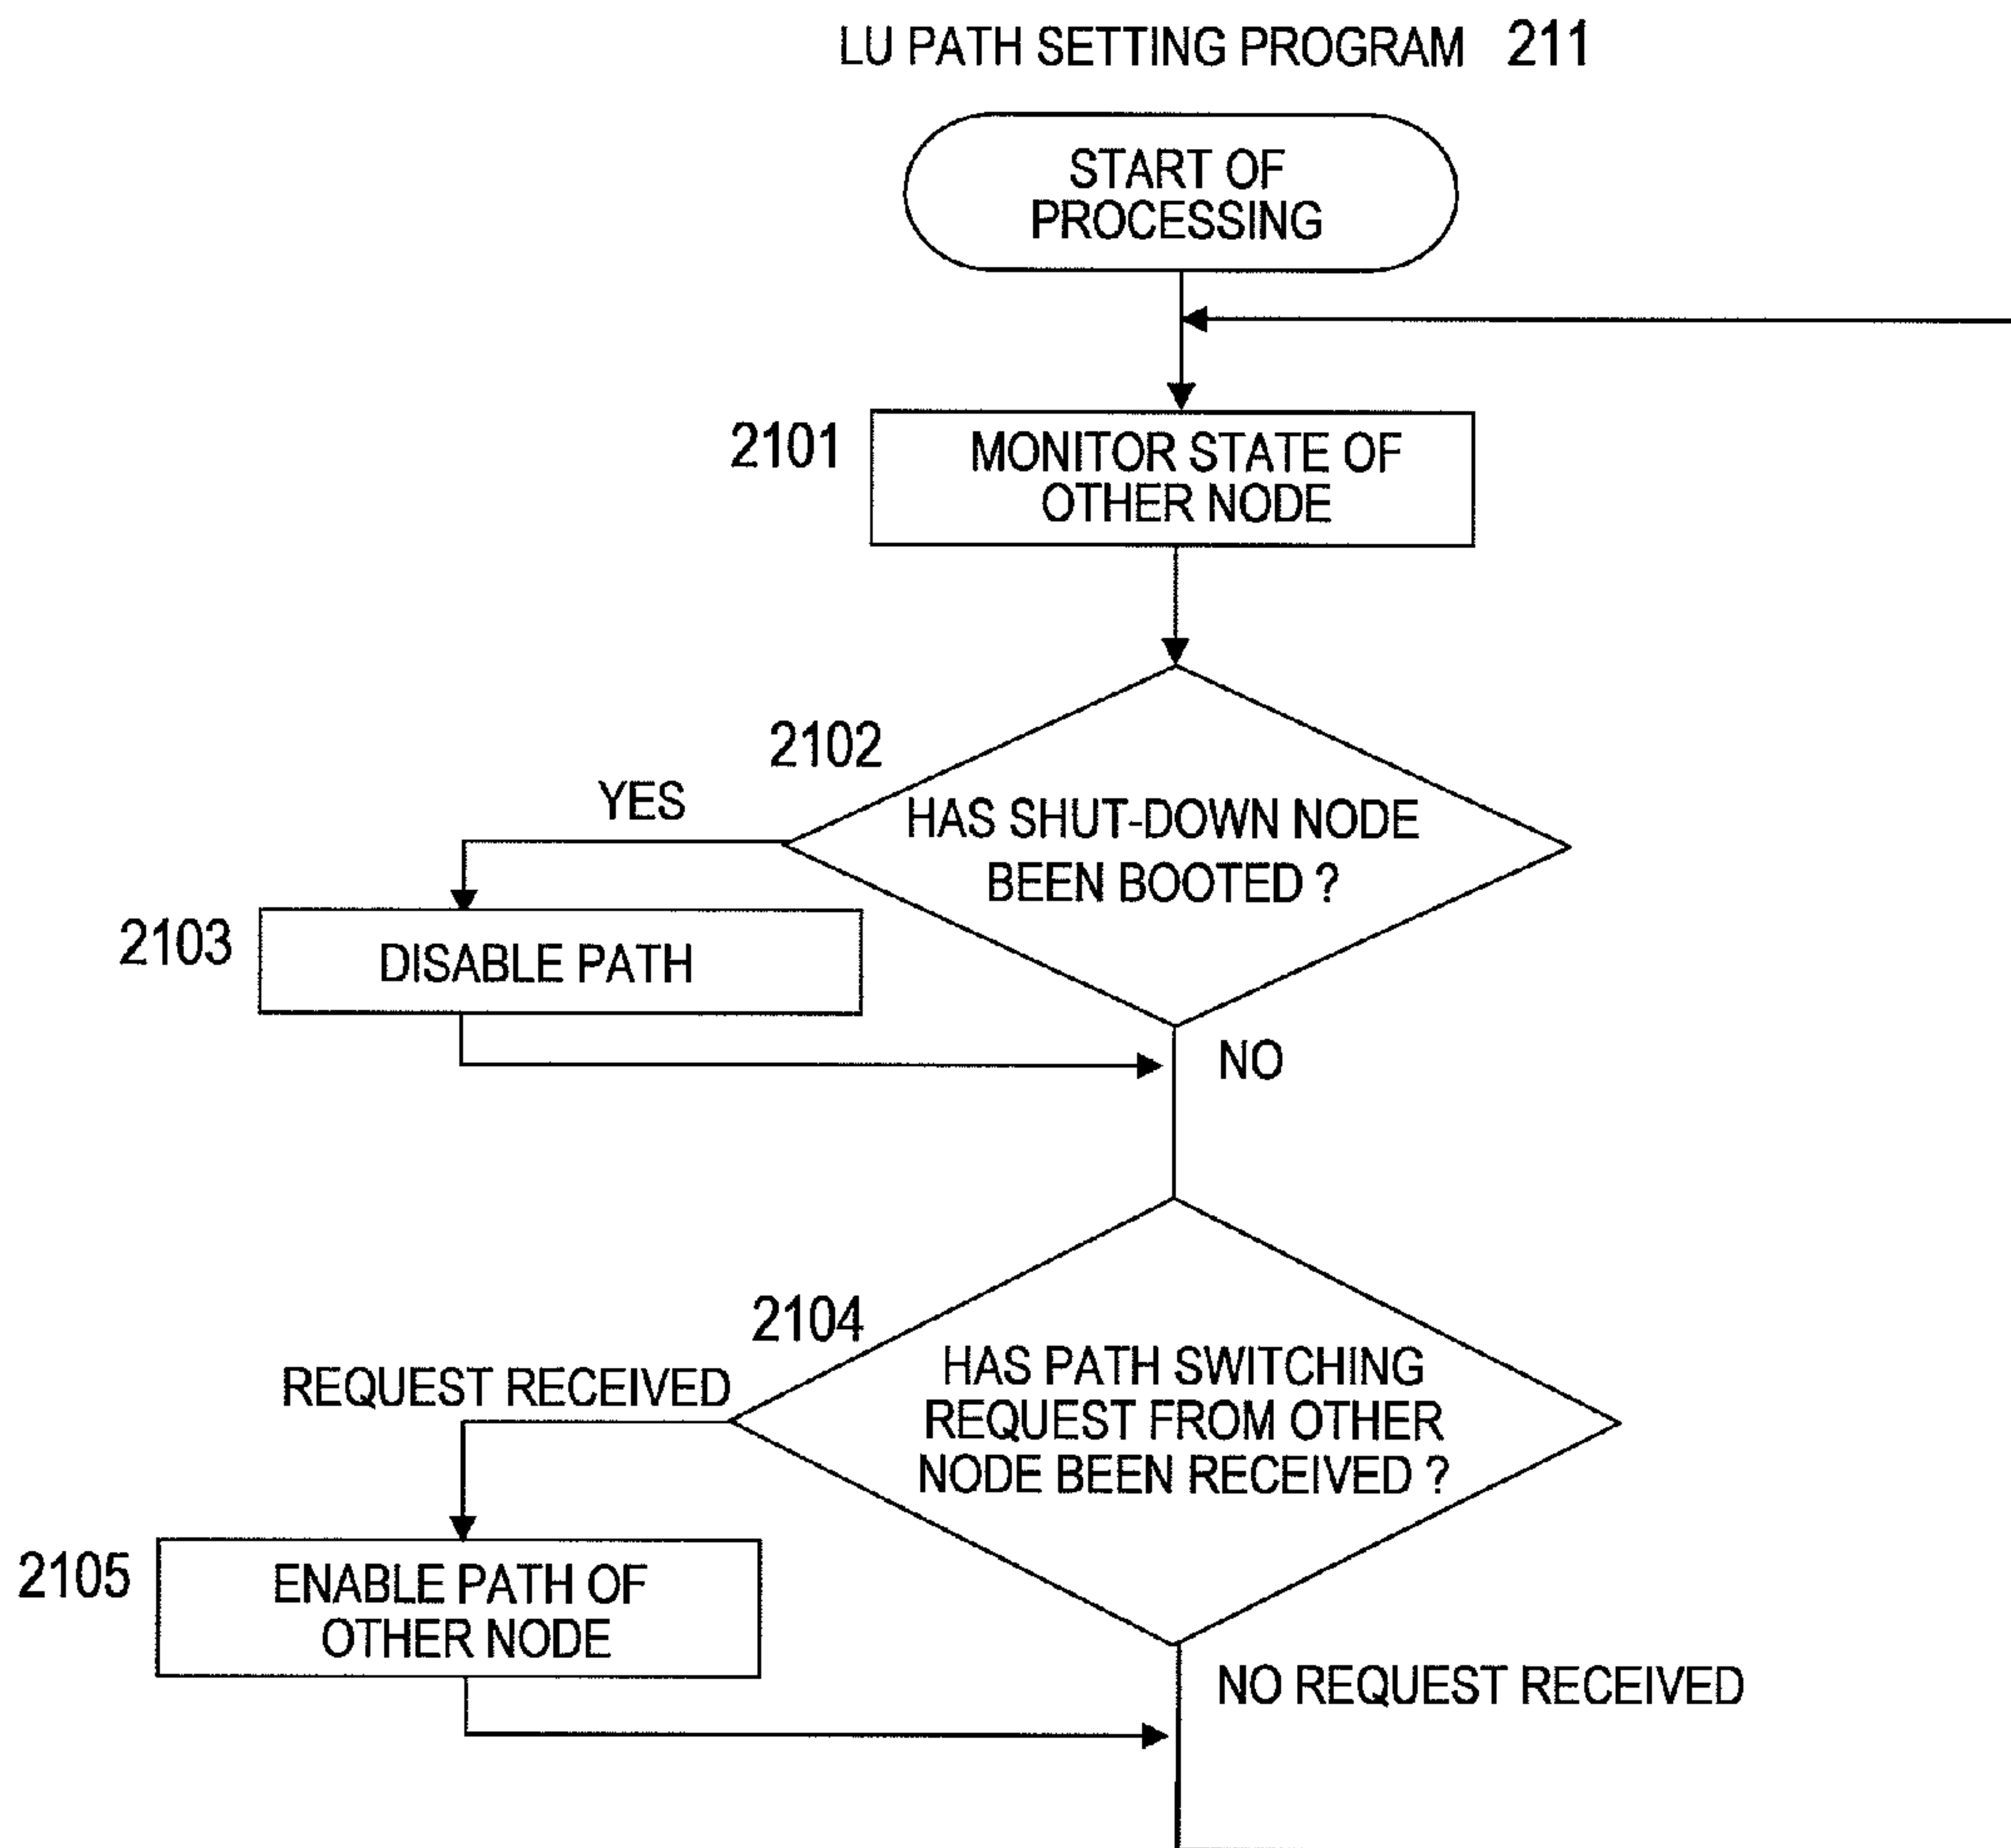 LU PATH SETTING PROGRAM 211
START OF
PROCESSING
2101
MONITOR STATE OF
OTHER NODE
2102
YES
HAS SHUT-DOWN NODE
BEEN BOOTED ?
2103
DISABLE PATH
NO
2104
REQUEST RECEIVED
HAS PATH SWITCHING
REQUEST FROM OTHER
NODE BEEN RECEIVED ?
2105
ENABLE PATH OF
OTHER NODE
NO REQUEST RECEIVED